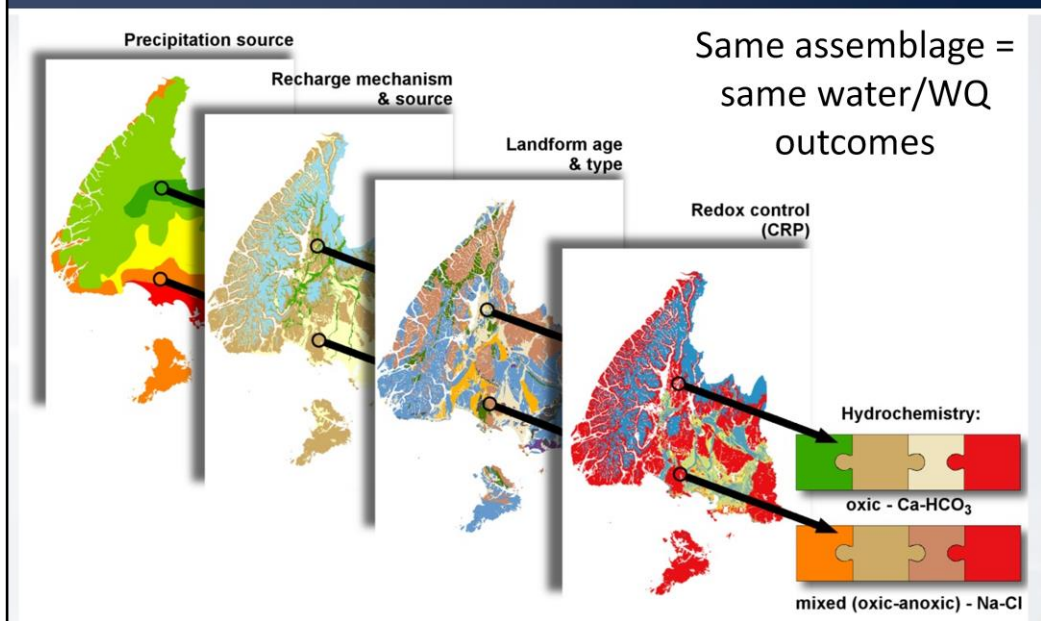 Precipitation source
Recharge mechanism
& source
Landform age
& type
Redox control
(CRP)
Same assemblage =
same water/WQ
outcomes
Hydrochemistry:
oxic - Ca-HCO₃
mixed (oxic-anoxic) - Na-Cl